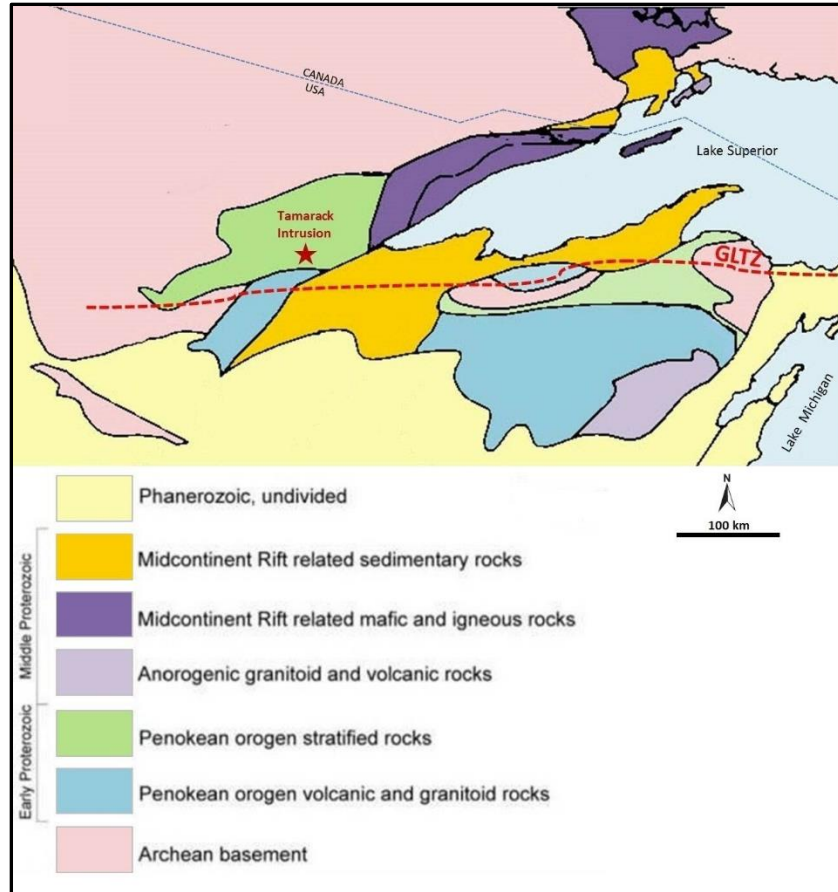 CANADA
USA
Lake Superior
Tamarack
Intrusion
GLTZ
Lake Michigan
N
100 km
Phanerozoic, undivided
Midcontinent Rift related sedimentary rocks
Midcontinent Rift related mafic and igneous rocks
Anorogenic granitoid and volcanic rocks
Penokean orogen stratified rocks
Penokean orogen volcanic and granitoid rocks
Archean basement
Middle Proterozoic
Early Proterozoic